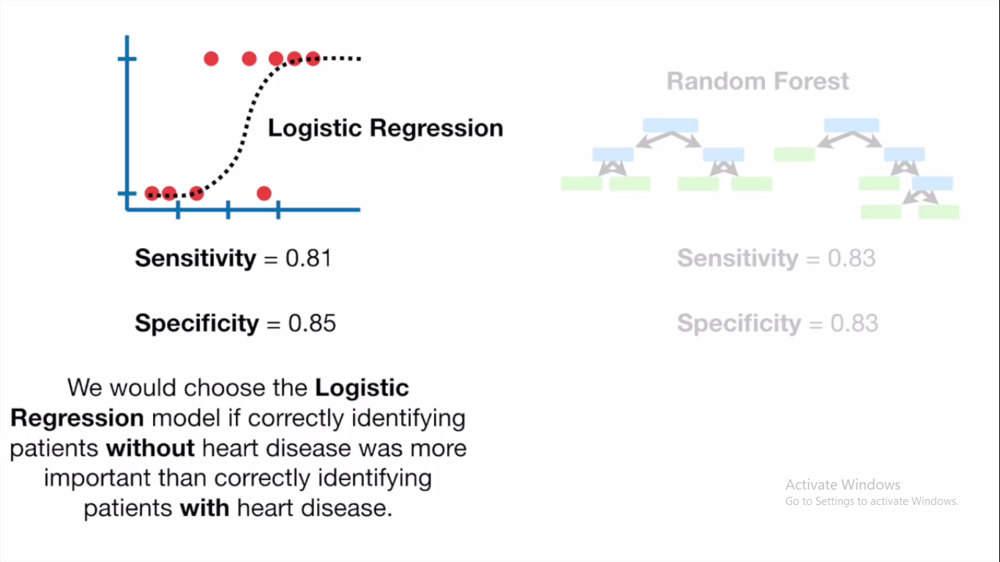 Logistic Regression
Random Forest
Sensitivity = 0.81
Sensitivity = 0.83
Specificity = 0.85
Specificity = 0.83
We would choose the Logistic
Regression model if correctly identifying
patients without heart disease was more
important than correctly identifying
patients with heart disease.
Activate Windows
Go to Settings to activate Windows.